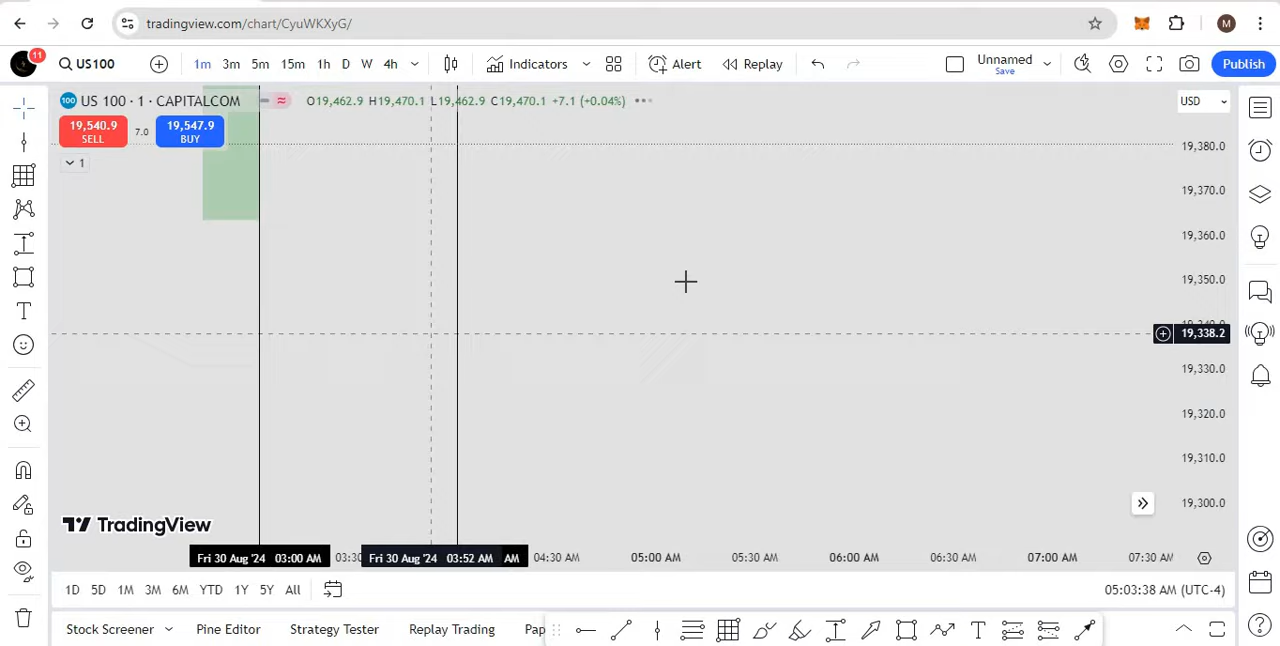 tradingview.com/chart/CyuWKXyG/
M
11
US100
1m 3m 5m 15m 1h D W 4h
Indicators
Alert
Replay
Unnamed
Save
Publish
100 US 100 · 1 · CAPITALCOM
O19,462.9 H19,470.1 L19,462.9 C19,470.1 +7.1 (+0.04%)
USD
19,540.9
SELL
7.0
19,547.9
BUY
1
19,380.0
19,370.0
19,360.0
19,350.0
19,338.2
19,330.0
19,320.0
19,310.0
19,300.0
TradingView
Fri 30 Aug '24 03:00 AM 03:30 Fri 30 Aug '24 03:52 AM AM 04:30 AM 05:00 AM 05:30 AM 06:00 AM 06:30 AM 07:00 AM 07:30 AM
1D 5D 1M 3M 6M YTD 1Y 5Y All
05:03:38 AM (UTC-4)
Stock Screener Pine Editor Strategy Tester Replay Trading Pap